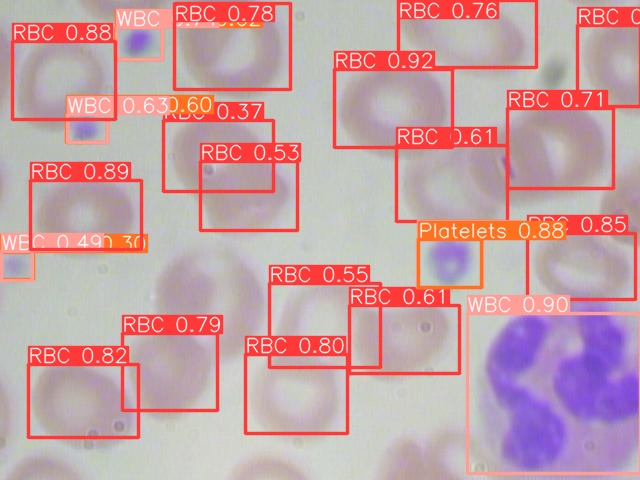 RBC 0.78
RBC 0.76
WBC
RBC
RBC 0.88
RBC 0.92
RBC 0.71
WBC 0.63
0.60
0.37
RBC 0.61
RBC 0.53
RBC 0.89
RBC 0.85
Platelets 0.88
WBC 0.49
0.30
RBC 0.55
RBC 0.61
WBC 0.90
RBC 0.79
RBC 0.80
RBC 0.82